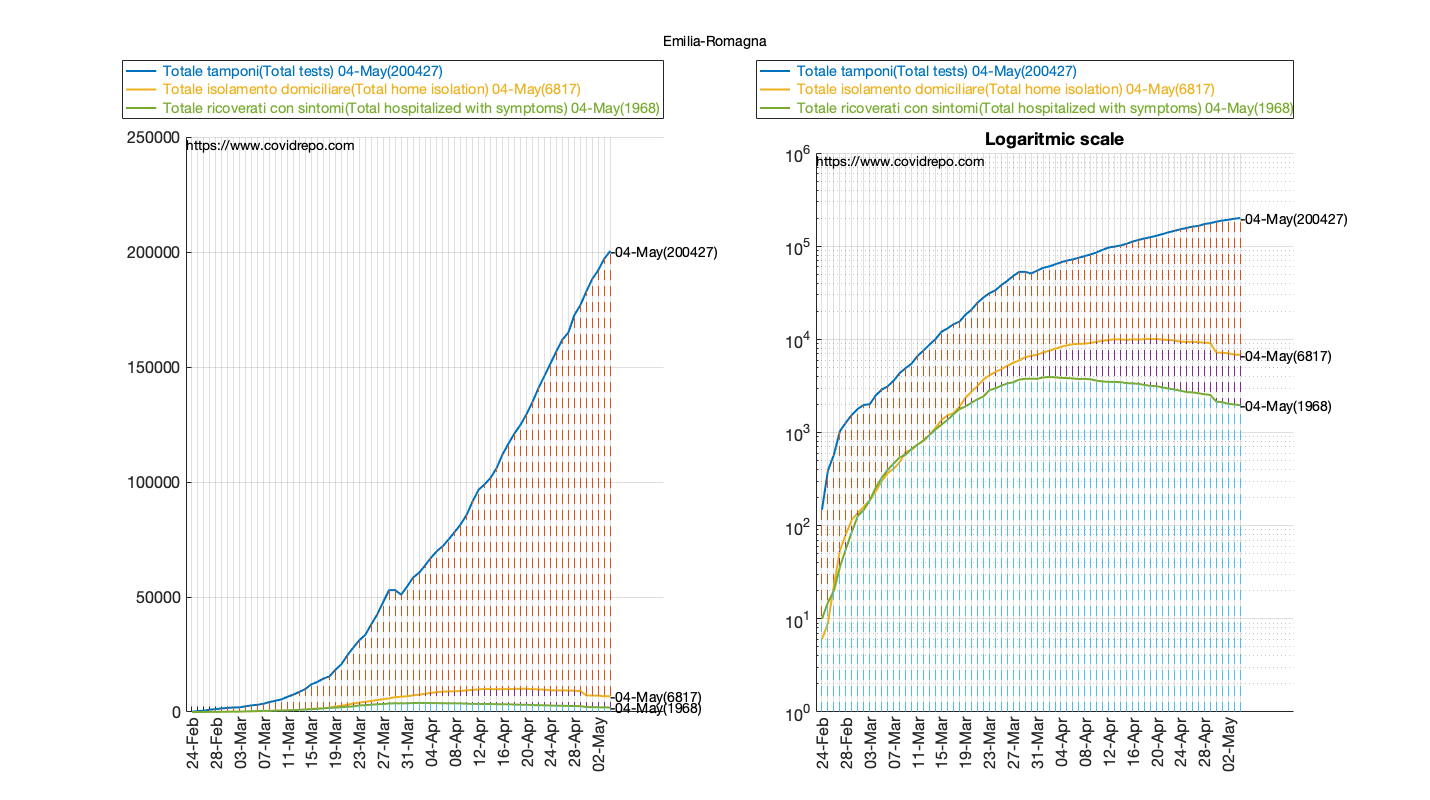 Emilia-Romagna
Totale tamponi(Total tests) 04-May(200427)
Totale isolamento domiciliare(Total home isolation) 04-May(6817)
Totale ricoverati con sintomi(Total hospitalized with symptoms) 04-May(1968)
250000
https://www.covidrepo.com
200000
-04-May(200427)
150000
100000
50000
-04-May(6817)
-04-May(1968)
0
24-Feb
28-Feb
03-Mar
07-Mar
11-Mar
15-Mar
19-Mar
23-Mar
27-Mar
31-Mar
04-Apr
08-Apr
12-Apr
16-Apr
20-Apr
24-Apr
28-Apr
02-May
Totale tamponi(Total tests) 04-May(200427)
Totale isolamento domiciliare(Total home isolation) 04-May(6817)
Totale ricoverati con sintomi(Total hospitalized with symptoms) 04-May(1968)
Logaritmic scale
10^6
https://www.covidrepo.com
-04-May(200427)
10^5
10^4
-04-May(6817)
-04-May(1968)
10^3
10^2
10^1
10^0
24-Feb
28-Feb
03-Mar
07-Mar
11-Mar
15-Mar
19-Mar
23-Mar
27-Mar
31-Mar
04-Apr
08-Apr
12-Apr
16-Apr
20-Apr
24-Apr
28-Apr
02-May